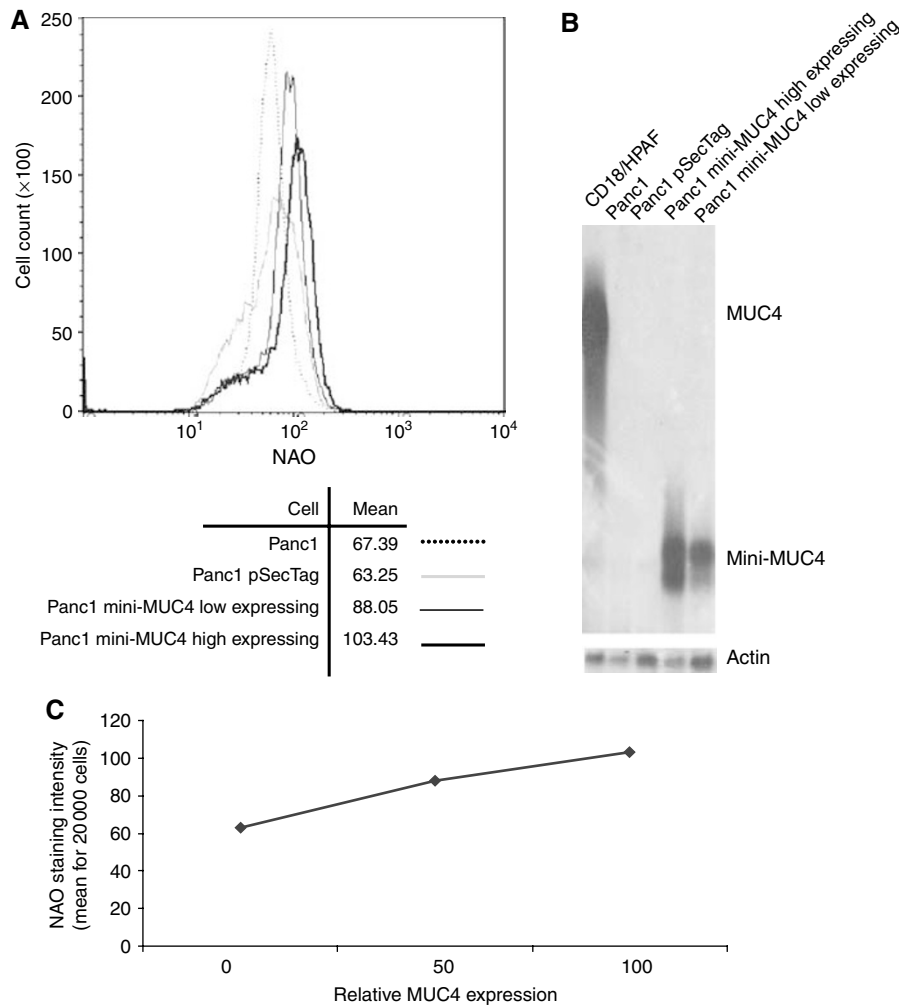 A
Cell count (×100)
250
200
150
100
50
0
10¹ 10² 10³ 10⁴
NAO
Cell Mean
Panc1 67.39
Panc1 pSecTag 63.25
Panc1 mini-MUC4 low expressing 88.05
Panc1 mini-MUC4 high expressing 103.43
B
CD18/HPAF
Panc1
Panc1 pSecTag
Panc1 mini-MUC4 high expressing
Panc1 mini-MUC4 low expressing
MUC4
Mini-MUC4
Actin
C
NAO staining intensity
(mean for 20 000 cells)
120
100
80
60
40
20
0
0 50 100
Relative MUC4 expression